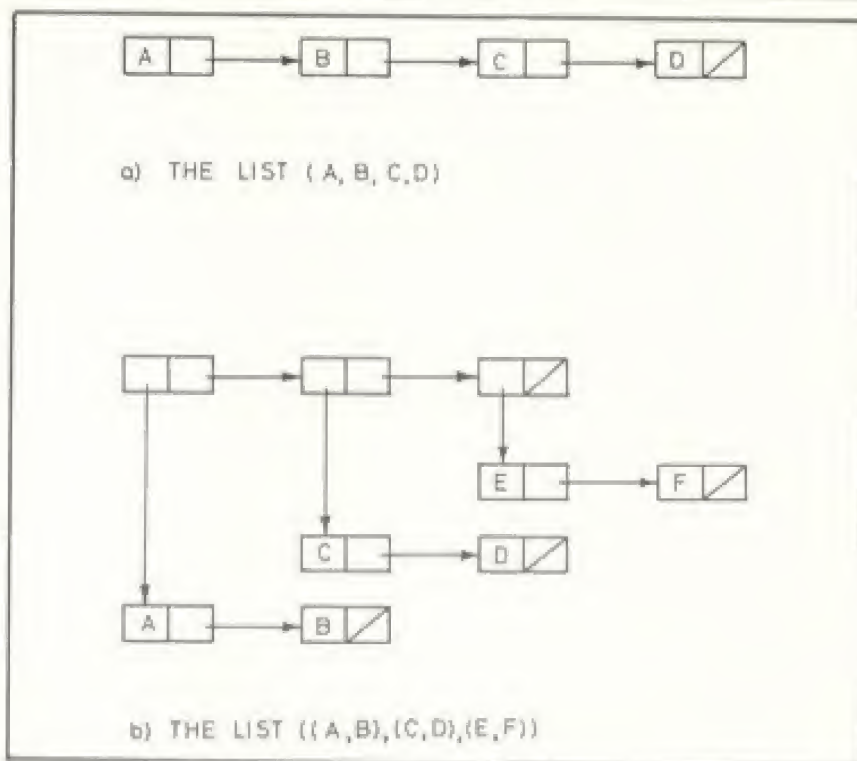 A B C D
a) THE LIST (A, B, C,D)
E F
C D
A B
b) THE LIST ((A,B),(C,D),(E,F))